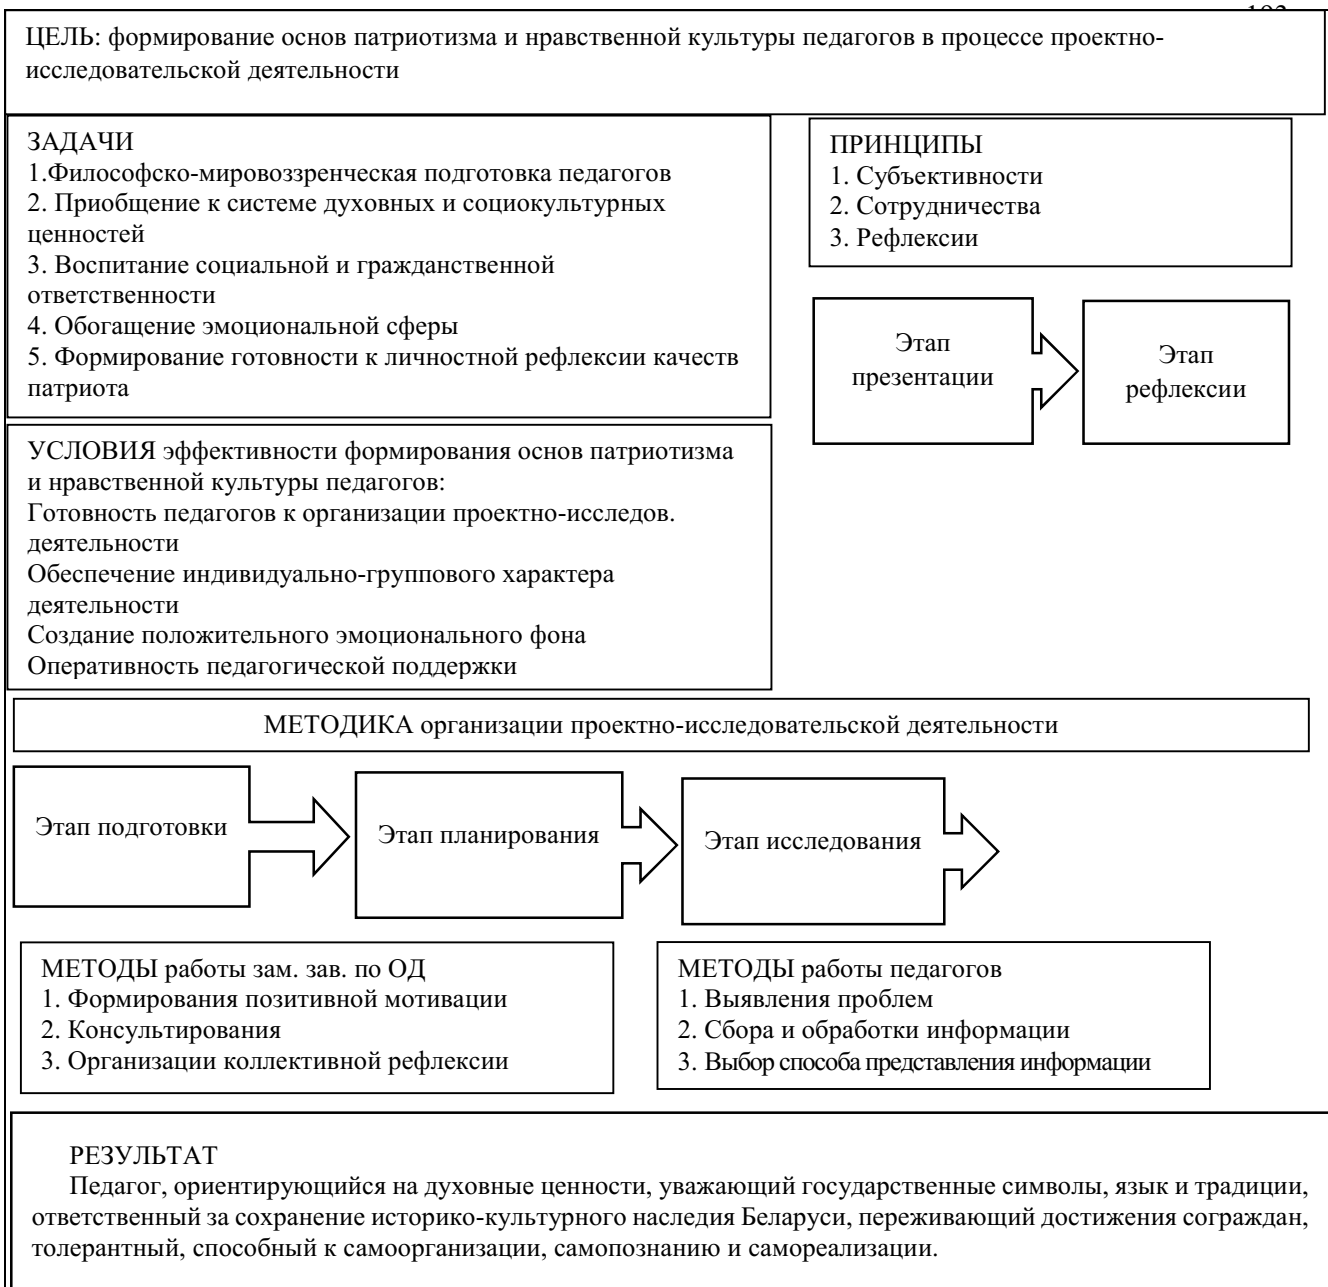 ЦЕЛЬ: формирование основ патриотизма и нравственной культуры педагогов в процессе проектно-
исследовательской деятельности
ЗАДАЧИ
1.Философско-мировоззренческая подготовка педагогов
2. Приобщение к системе духовных и социокультурных
ценностей
3. Воспитание социальной и гражданственной
ответственности
4. Обогащение эмоциональной сферы
5. Формирование готовности к личностной рефлексии качеств
патриота
ПРИНЦИПЫ
1. Субъективности
2. Сотрудничества
3. Рефлексии
Этап
презентации
Этап
рефлексии
УСЛОВИЯ эффективности формирования основ патриотизма
и нравственной культуры педагогов:
Готовность педагогов к организации проектно-исследов.
деятельности
Обеспечение индивидуально-группового характера
деятельности
Создание положительного эмоционального фона
Оперативность педагогической поддержки
МЕТОДИКА организации проектно-исследовательской деятельности
Этап подготовки
Этап планирования
Этап исследования
МЕТОДЫ работы зам. зав. по ОД
1. Формирования позитивной мотивации
2. Консультирования
3. Организации коллективной рефлексии
МЕТОДЫ работы педагогов
1. Выявления проблем
2. Сбора и обработки информации
3. Выбор способа представления информации
РЕЗУЛЬТАТ
Педагог, ориентирующийся на духовные ценности, уважающий государственные символы, язык и традиции,
ответственный за сохранение историко-культурного наследия Беларуси, переживающий достижения сограждан,
толерантный, способный к самоорганизации, самопознанию и самореализации.